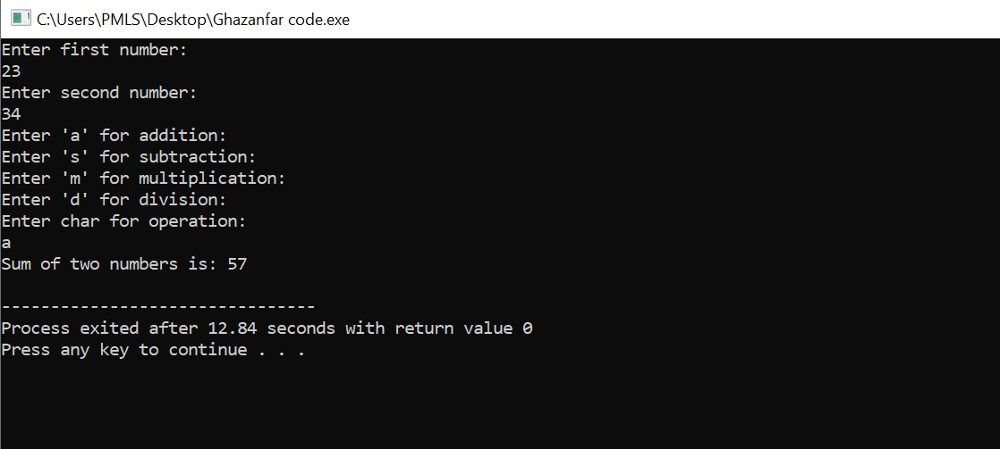 C:\Users\PMLS\Desktop\Ghazanfar code.exe
Enter first number:
23
Enter second number:
34
Enter 'a' for addition:
Enter 's' for subtraction:
Enter 'm' for multiplication:
Enter 'd' for division:
Enter char for operation:
a
Sum of two numbers is: 57
--------------------------------
Process exited after 12.84 seconds with return value 0
Press any key to continue . . .